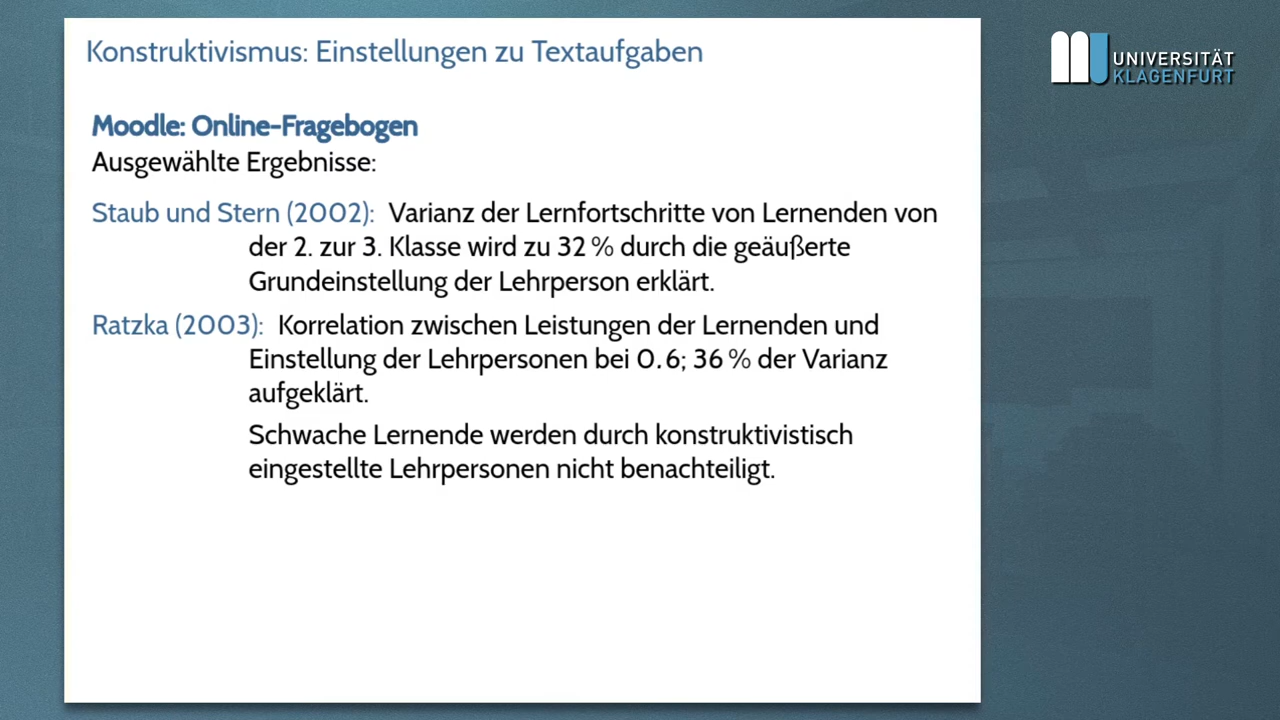 Konstruktivismus: Einstellungen zu Textaufgaben
UNIVERSITÄT
KLAGENFURT
Moodle: Online-Fragebogen
Ausgewählte Ergebnisse:
Staub und Stern (2002): Varianz der Lernfortschritte von Lernenden von
der 2. zur 3. Klasse wird zu 32 % durch die geäußerte
Grundeinstellung der Lehrperson erklärt.
Ratzka (2003): Korrelation zwischen Leistungen der Lernenden und
Einstellung der Lehrpersonen bei 0.6; 36 % der Varianz
aufgeklärt.
Schwache Lernende werden durch konstruktivistisch
eingestellte Lehrpersonen nicht benachteiligt.